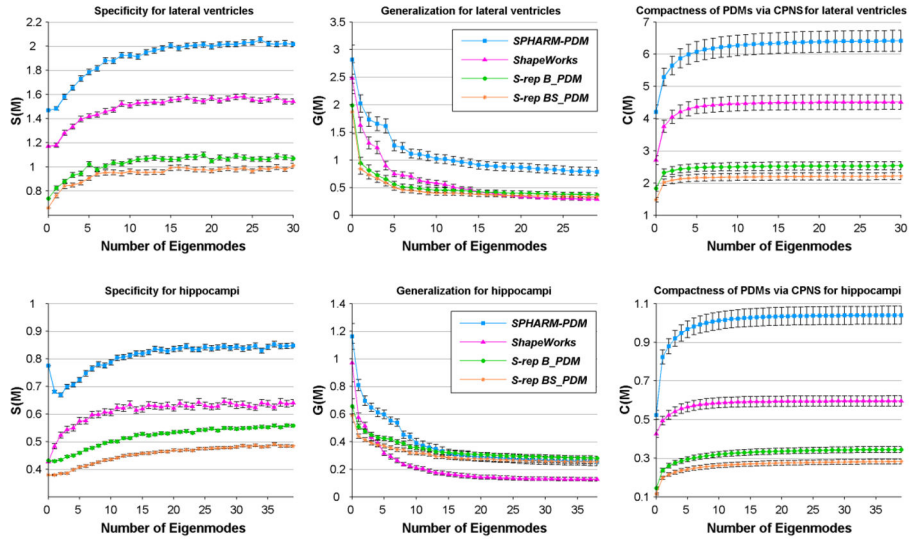 Specificity for lateral ventricles
Generalization for lateral ventricles
Compactness of PDMs via CPNS for lateral ventricles
S(M)
2.2
2
1.8
1.6
1.4
1.2
1
0.8
0 5 10 15 20 25 30
Number of Eigenmodes
G(M)
3.5
3
2.5
2
1.5
1
0.5
0
SPHARM-PDM
ShapeWorks
S-rep B_PDM
S-rep BS_PDM
0 5 10 15 20 25
Number of Eigenmodes
C(M)
7
6
5
4
3
2
1
0 5 10 15 20 25 30
Number of Eigenmodes
Specificity for hippocampi
Generalization for hippocampi
Compactness of PDMs via CPNS for hippocampi
S(M)
1
0.9
0.8
0.7
0.6
0.5
0.4
0.3
0 5 10 15 20 25 30 35
Number of Eigenmodes
G(M)
1.4
1.2
1
0.8
0.6
0.4
0.2
0
SPHARM-PDM
ShapeWorks
S-rep B_PDM
S-rep BS_PDM
0 5 10 15 20 25 30 35
Number of Eigenmodes
C(M)
1.1
0.9
0.7
0.5
0.3
0.1
0 5 10 15 20 25 30 35
Number of Eigenmodes